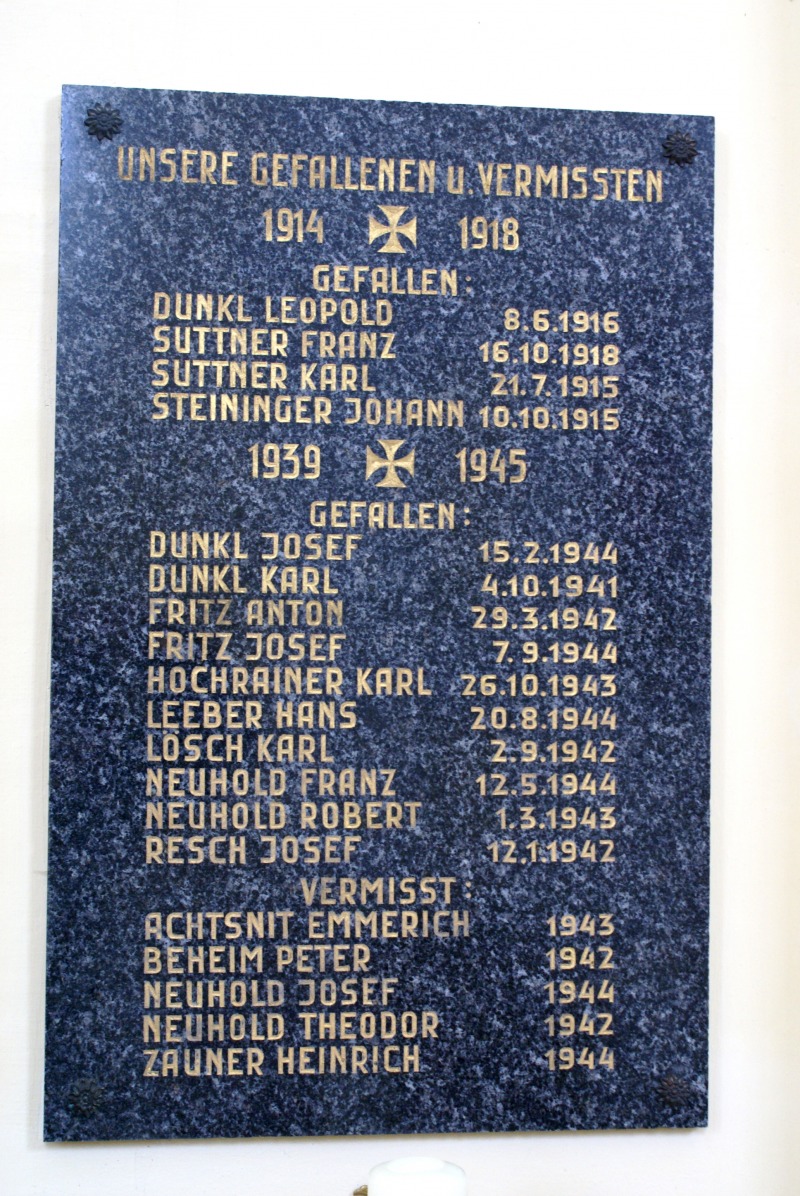 UNSERE GEFALLENEN u. VERMISSTEN
1914 1918
GEFALLEN:
DUNKL LEOPOLD 8.6.1916
SUTTNER FRANZ 16.10.1918
SUTTNER KARL 21.7.1915
STEININGER JOHANN 10.10.1915
1939 1945
GEFALLEN:
DUNKL JOSEF 15.2.1944
DUNKL KARL 4.10.1941
FRITZ ANTON 29.3.1942
FRITZ JOSEF 7.9.1944
HOCHRAINER KARL 26.10.1943
LEEBER HANS 20.8.1944
LÖSCH KARL 2.9.1942
NEUHOLD FRANZ 12.5.1944
NEUHOLD ROBERT 1.3.1943
RESCH JOSEF 12.1.1942
VERMISST:
ACHTSNIT EMMERICH 1943
BEHEIM PETER 1942
NEUHOLD JOSEF 1944
NEUHOLD THEODOR 1942
ZAUNER HEINRICH 1944